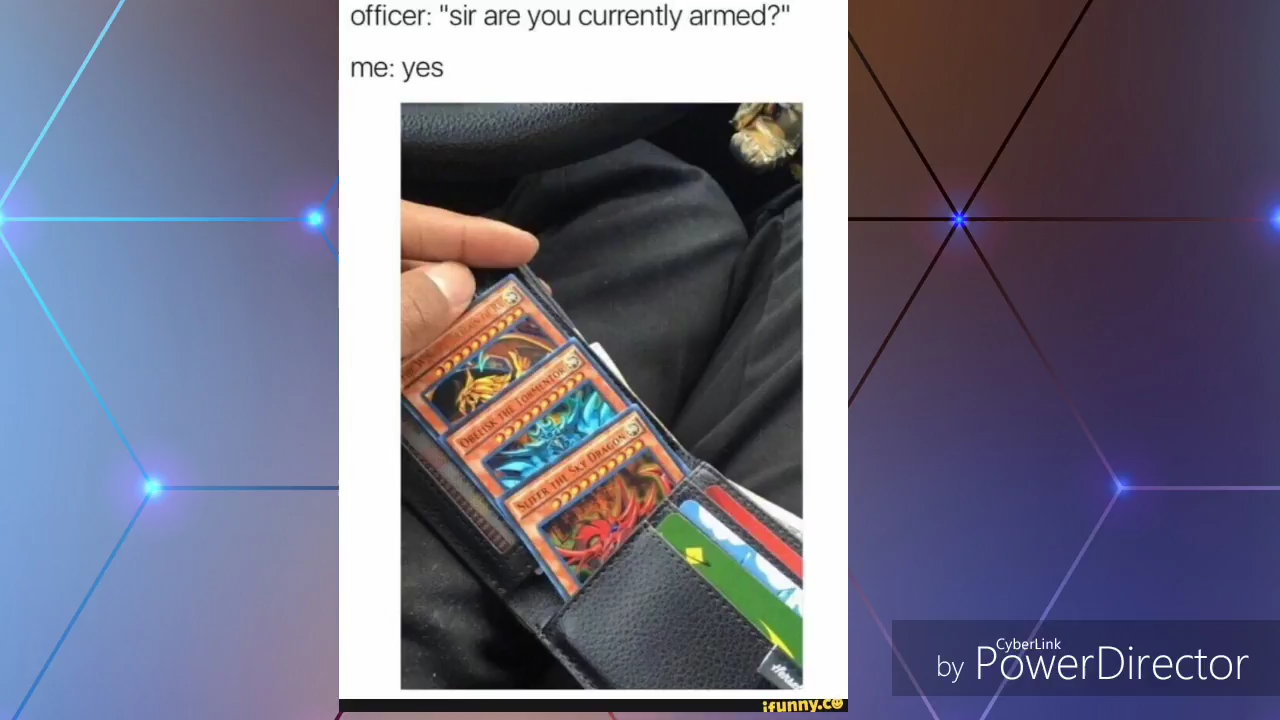 officer: "sir are you currently armed?"
me: yes
OBELISK THE TORMENTOR
SLIFER THE SKY DRAGON
CyberLink
by PowerDirector
ifunny.co